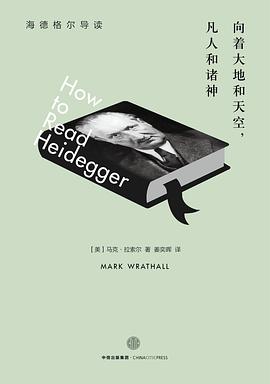 海德格尔导读
向着大地和天空，
凡人和诸神
How
to
Read
Heidegger
［美］马克·拉索尔 著 姜奕晖 译
MARK WRATHALL
中信出版集团·CHINACITICPRESS